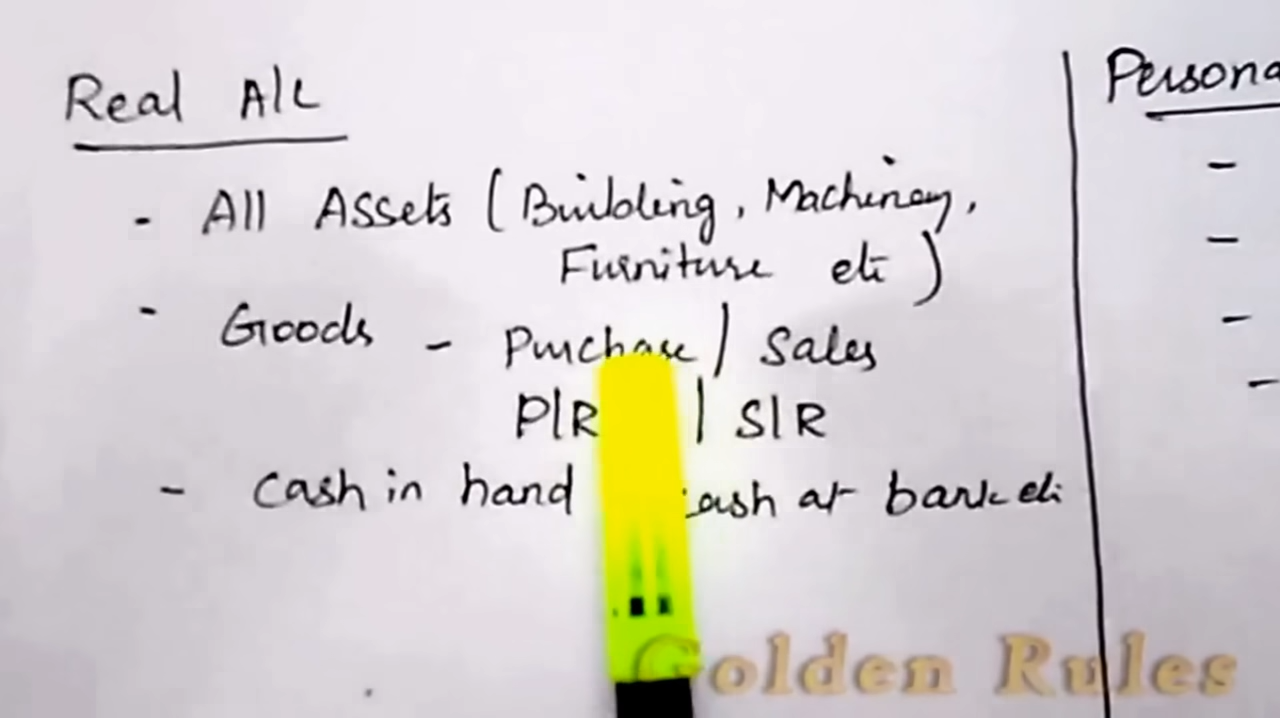 Real A/c
- All Assets (Building, Machinery,
Furniture etc)
- Goods - Purchase / Sales
P/R / S/R
- Cash in hand cash at bank etc
Persona
-
-
-
-
Golden Rules